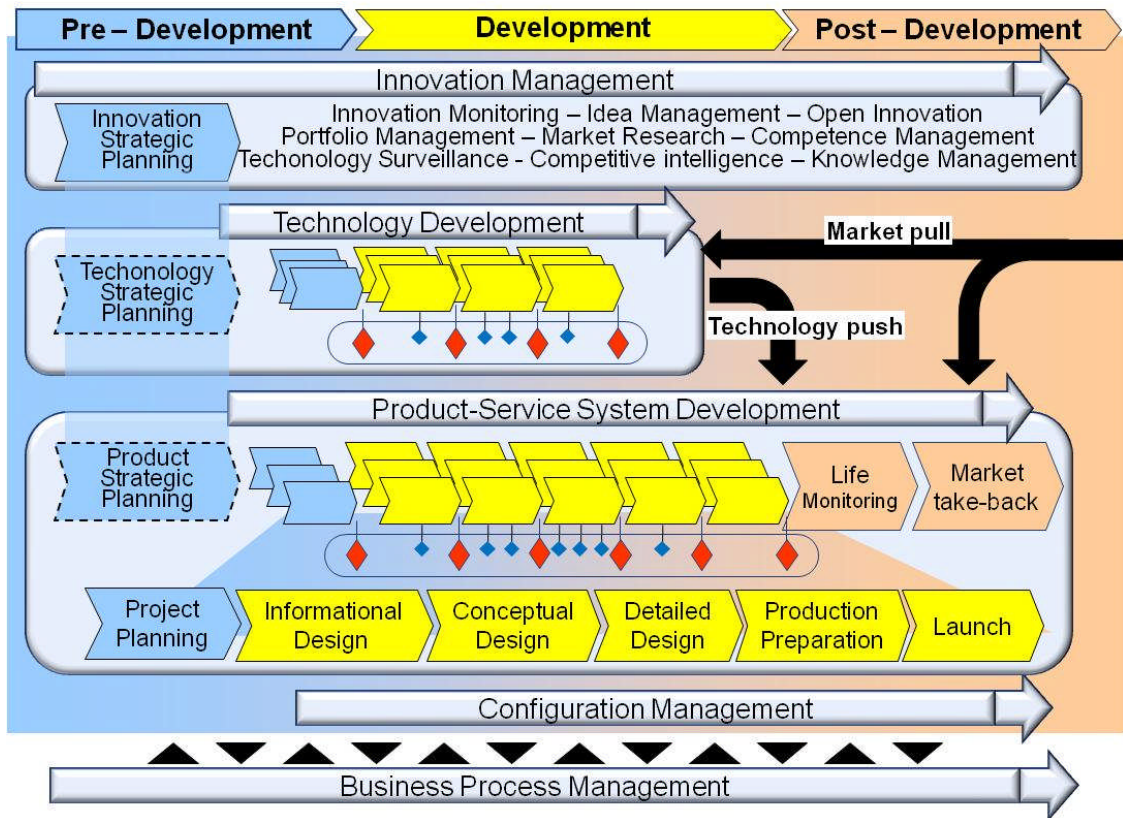 Pre – Development
Development
Post – Development
Innovation Management
Innovation
Strategic
Planning
Innovation Monitoring – Idea Management – Open Innovation
Portfolio Management – Market Research – Competence Management
Techonology Surveillance - Competitive intelligence – Knowledge Management
Technology Development
Techonology
Strategic
Planning
Market pull
Technology push
Product-Service System Development
Product
Strategic
Planning
Life
Monitoring
Market
take-back
Project
Planning
Informational
Design
Conceptual
Design
Detailed
Design
Production
Preparation
Launch
Configuration Management
Business Process Management